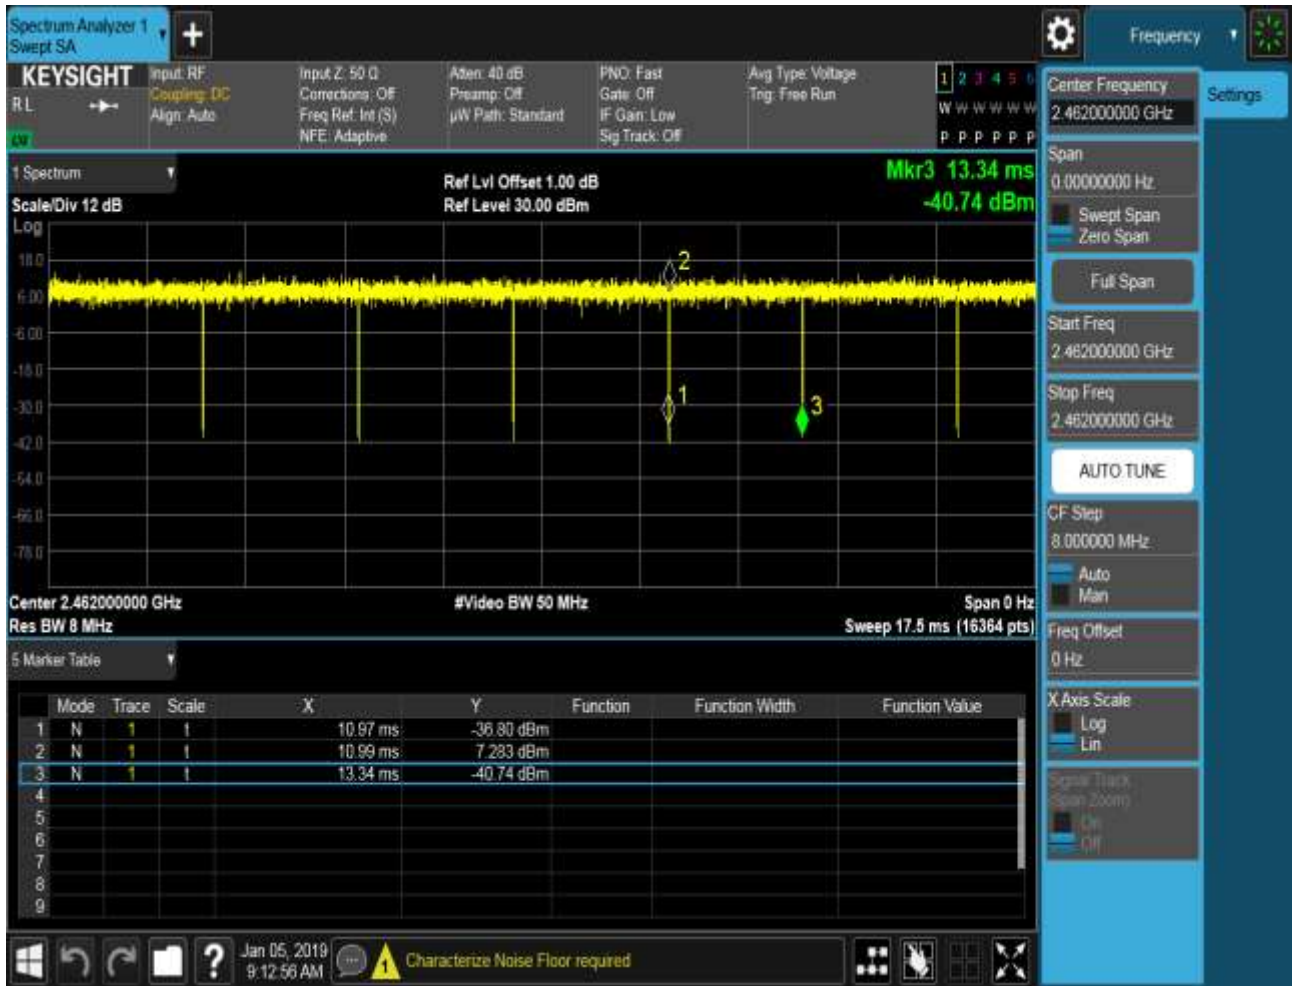 Spectrum Analyzer 1
Swept SA
+
Frequency
KEYSIGHT
RL
Input: RF
Coupling: DC
Align: Auto
Input Z: 50 Ω
Corrections: Off
Freq Ref: Int (S)
NFE: Adaptive
Atten: 40 dB
Preamp: Off
µW Path: Standard
PNO: Fast
Gate: Off
IF Gain: Low
Sig Track: Off
Avg Type: Voltage
Trig: Free Run
1 2 3 4 5 6
W W W W W W
P P P P P P
Center Frequency
2.462000000 GHz
Settings
1 Spectrum
Scale/Div 12 dB
Ref Lvl Offset 1.00 dB
Ref Level 30.00 dBm
Mkr3 13.34 ms
-40.74 dBm
Log
18.0
6.00
-6.00
-18.0
-30.0
-42.0
-54.0
-66.0
-78.0
2
1
3
Center 2.462000000 GHz
Res BW 8 MHz
#Video BW 50 MHz
Span 0 Hz
Sweep 17.5 ms (16364 pts)
Span
0.00000000 Hz
Swept Span
Zero Span
Full Span
Start Freq
2.462000000 GHz
Stop Freq
2.462000000 GHz
AUTO TUNE
CF Step
8.000000 MHz
Auto
Man
Freq Offset
0 Hz
X Axis Scale
Log
Lin
Signal Track
(Span Zoom)
On
Off
5 Marker Table
Mode Trace Scale X Y Function Function Width Function Value
1 N 1 t 10.97 ms -36.80 dBm
2 N 1 t 10.99 ms 7.283 dBm
3 N 1 t 13.34 ms -40.74 dBm
4
5
6
7
8
9
?
Jan 05, 2019
9:12:56 AM
1
Characterize Noise Floor required